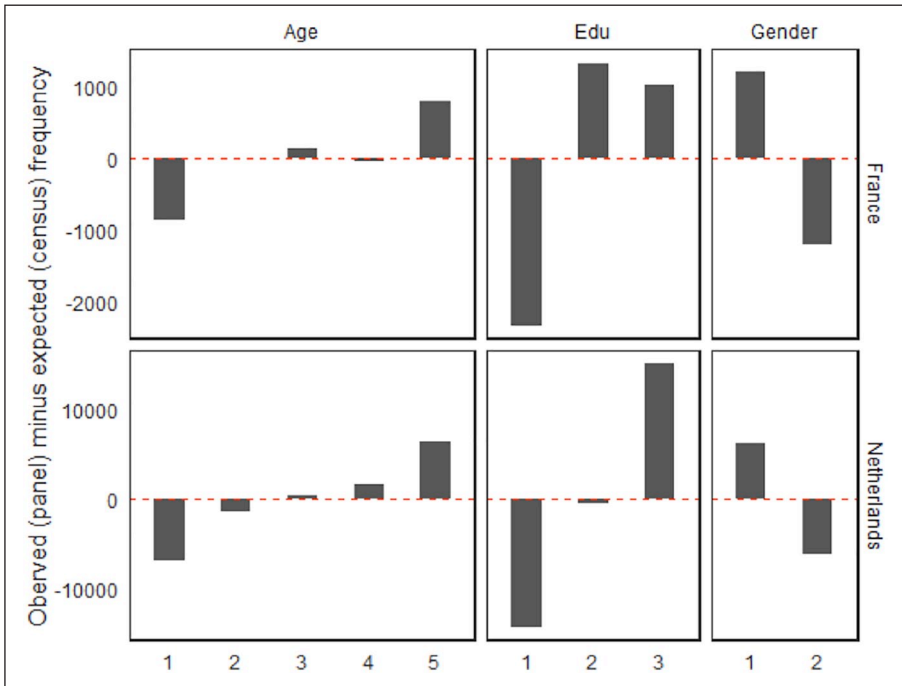 Age Edu Gender
Oberved (panel) minus expected (census) frequency
1000
0
-1000
-2000
France
10000
0
-10000
Netherlands
1 2 3 4 5 1 2 3 1 2